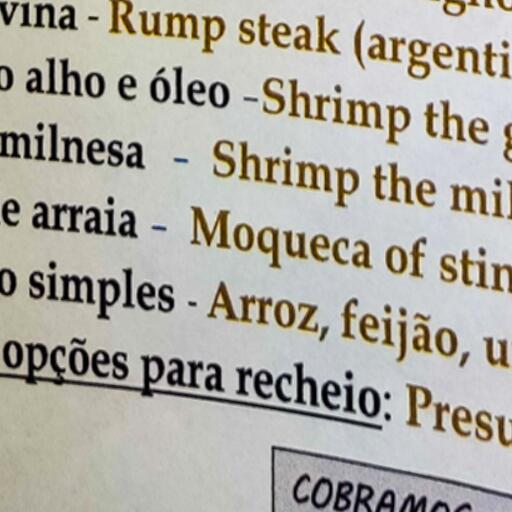 vina - Rump steak (argenti
o alho e óleo -Shrimp the g
milnesa - Shrimp the mil
e arraia - Moqueca of stin
o simples - Arroz, feijão, u
opções para recheio: Presu
COBRAMOS